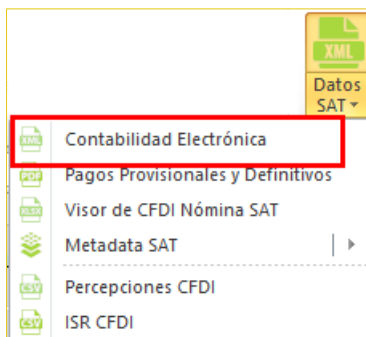 XML
Datos
SAT
XML
Contabilidad Electrónica
PDF
Pagos Provisionales y Definitivos
XLSX
Visor de CFDI Nómina SAT
Metadata SAT
CSV
Percepciones CFDI
CSV
ISR CFDI